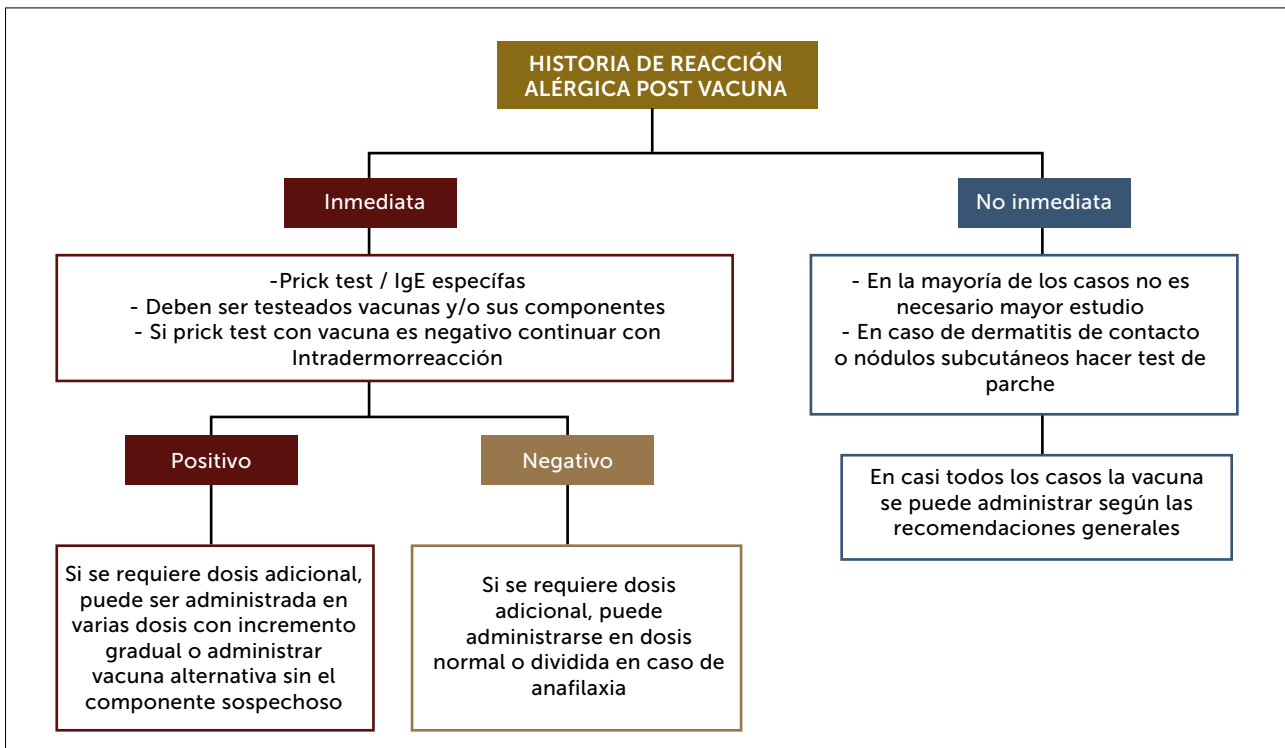 HISTORIA DE REACCIÓN
ALÉRGICA POST VACUNA
Inmediata
No inmediata
-Prick test / IgE específas
- Deben ser testeados vacunas y/o sus componentes
- Si prick test con vacuna es negativo continuar con
Intradermorreacción
- En la mayoría de los casos no es
necesario mayor estudio
- En caso de dermatitis de contacto
o nódulos subcutáneos hacer test de
parche
Positivo
Negativo
En casi todos los casos la vacuna
se puede administrar según las
recomendaciones generales
Si se requiere dosis adicional,
puede ser administrada en
varias dosis con incremento
gradual o administrar
vacuna alternativa sin el
componente sospechoso
Si se requiere dosis
adicional, puede
administrarse en dosis
normal o dividida en caso de
anafilaxia